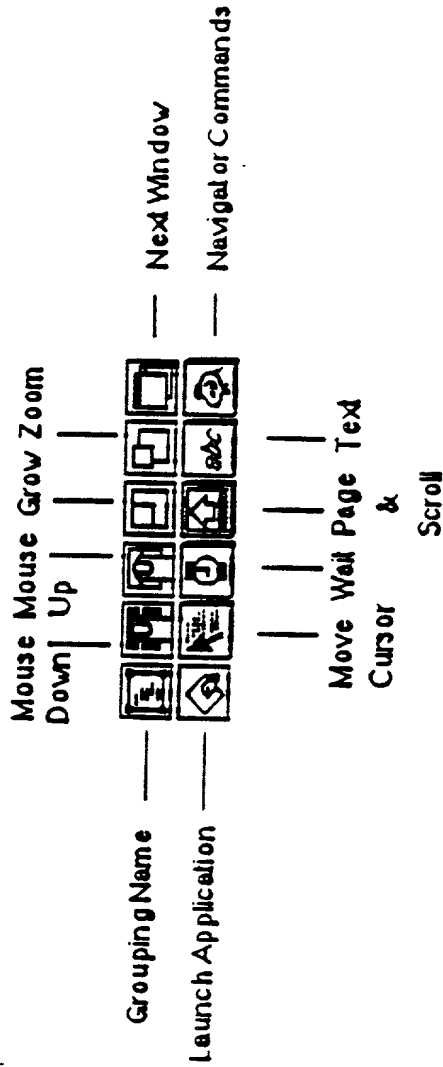 Mouse Mouse Grow Zoom
Down Up
Grouping Name
Next Window
Launch Application
abc
Navigator Commands
Move Wait Page Text
Cursor &
Scroll